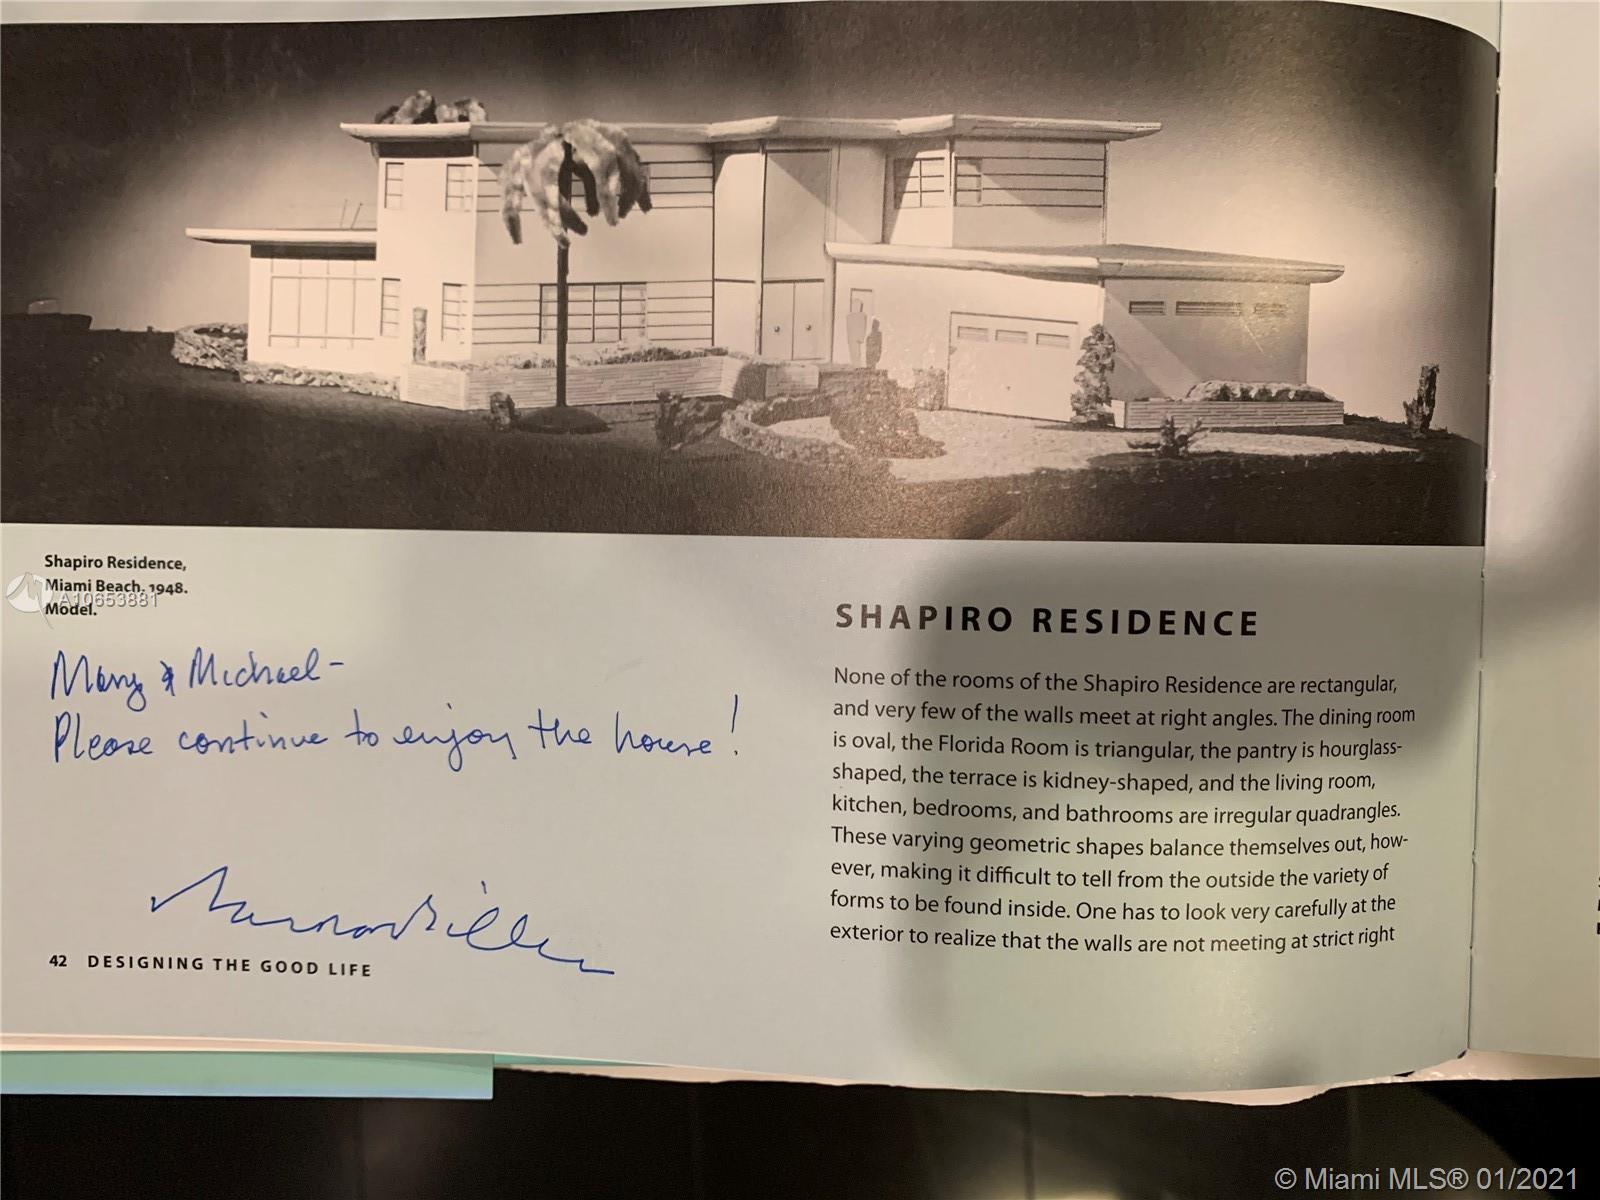 Shapiro Residence,
Miami Beach, 1948.
Model.
A10653881
Mary & Michael -
Please continue to enjoy the house!
42 DESIGNING THE GOOD LIFE
SHAPIRO RESIDENCE
None of the rooms of the Shapiro Residence are rectangular,
and very few of the walls meet at right angles. The dining room
is oval, the Florida Room is triangular, the pantry is hourglass-
shaped, the terrace is kidney-shaped, and the living room,
kitchen, bedrooms, and bathrooms are irregular quadrangles.
These varying geometric shapes balance themselves out, how-
ever, making it difficult to tell from the outside the variety of
forms to be found inside. One has to look very carefully at the
exterior to realize that the walls are not meeting at strict right
© Miami MLS® 01/2021